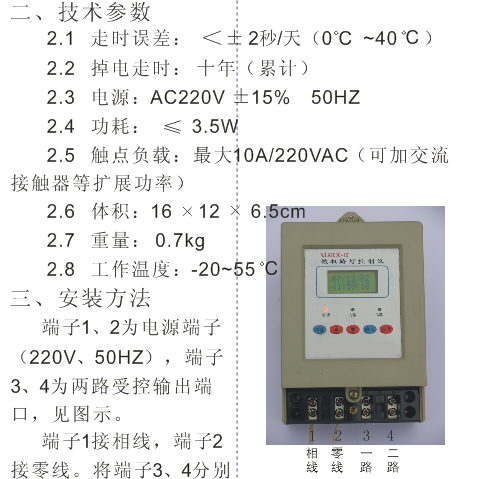 二、技术参数
2.1 走时误差： ＜± 2秒/天（0℃ ~40℃）
2.2 掉电走时： 十年（累计）
2.3 电源：AC220V ±15% 50HZ
2.4 功耗： ≤ 3.5W
2.5 触点负载：最大10A/220VAC（可加交流
接触器等扩展功率）
2.6 体积：16 × 12 × 6.5cm
2.7 重量：0.7kg
2.8 工作温度：-20~55℃
三、安装方法
端子1、2为电源端子
（220V、50HZ），端子
3、4为两路受控输出端
口，见图示。
端子1接相线，端子2
接零线。将端子3、4分别
微机路灯控制仪
1 2 3 4
相线 零线 一路 二路